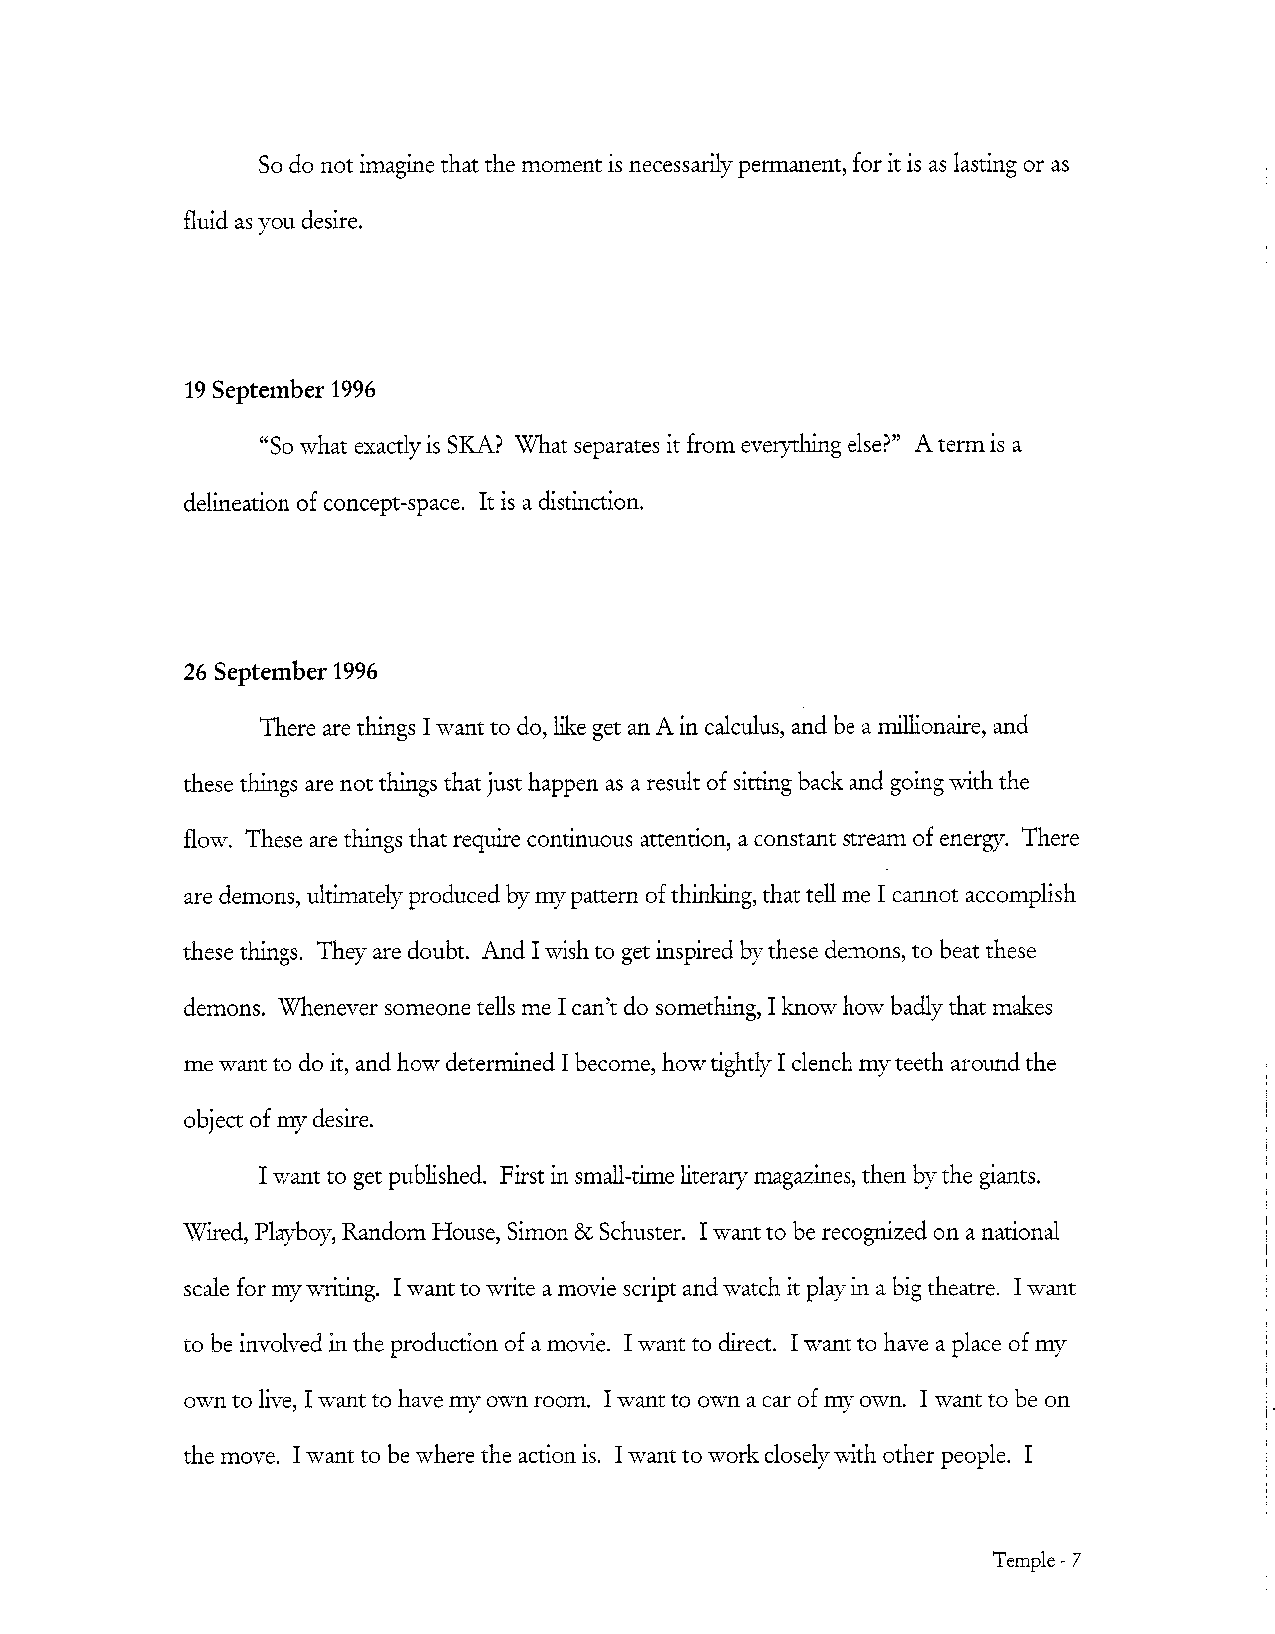 So do not imagine that the moment is necessarily permanent, for it is as lasting or as
fluid as you desire.
19 September 1996
“So what exactly is SKA? What separates it from everything else?” A term is a
delineation of concept-space. It is a distinction.
26 September 1996
There are things I want to do, like get an A in calculus, and be a millionaire, and
these things are not things that just happen as a result of sitting back and going with the
flow. These are things that require continuous attention, a constant stream of energy. There
are demons, ultimately produced by my pattern of thinking, that tell me I cannot accomplish
these things. They are doubt. And I wish to get inspired by these demons, to beat these
demons. Whenever someone tells me I can't do something, I know how badly that makes
me want to do it, and how determined I become, how tightly I clench my teeth around the
object of my desire.
I want to get published. First in small-time literary magazines, then by the giants.
Wired, Playboy, Random House, Simon & Schuster. I want to be recognized on a national
scale for my writing. I want to write a movie script and watch it play in a big theatre. I want
to be involved in the production of a movie. I want to direct. I want to have a place of my
own to live, I want to have my own room. I want to own a car of my own. I want to be on
the move. I want to be where the action is. I want to work closely with other people. I
Temple - 7